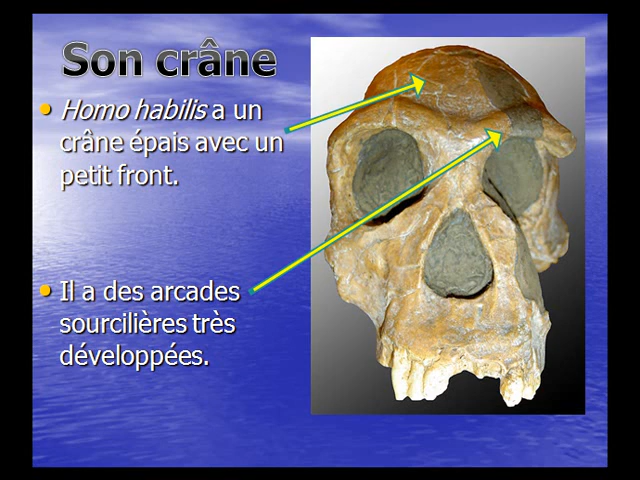 Son crâne
• Homo habilis a un
crâne épais avec un
petit front.
• Il a des arcades
sourcilières très
développées.